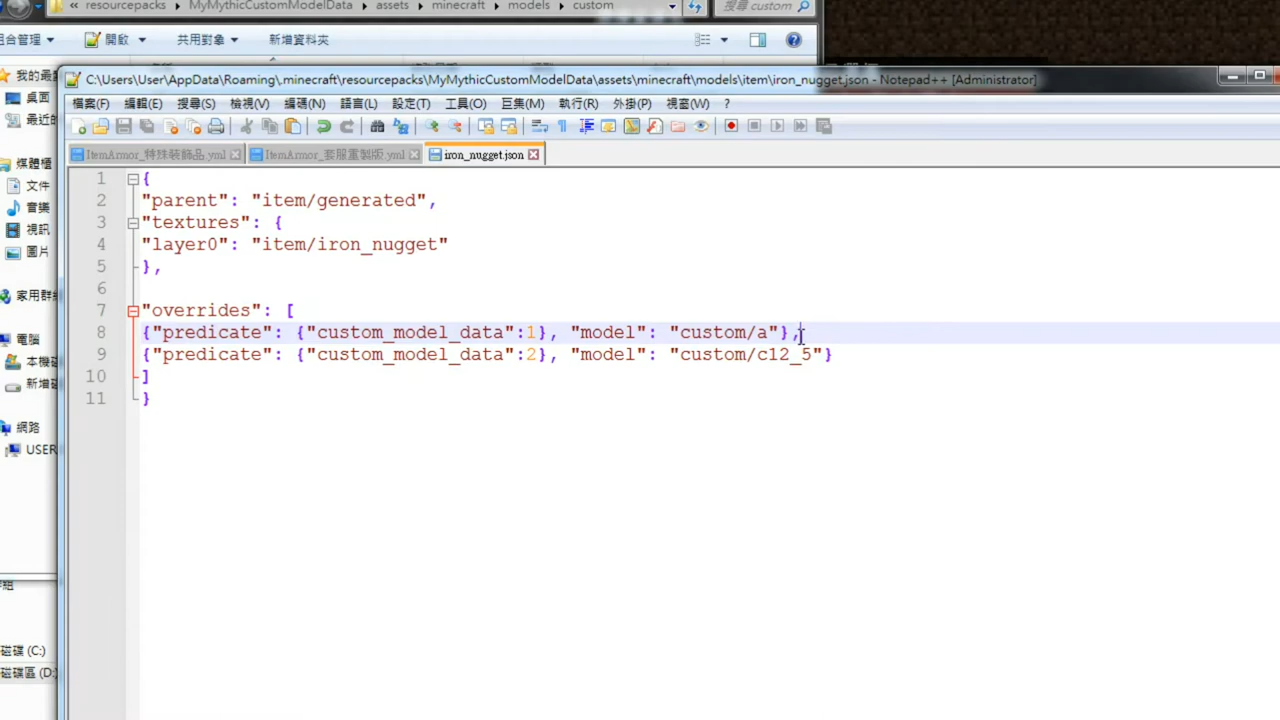 « resourcepacks › MyMythicCustomModelData › assets › minecraft › models › custom
搜尋 custom
合管理 ▾ 開啟 ▾ 共用對象 ▾ 新增資料夾
C:\Users\User\AppData\Roaming\.minecraft\resourcepacks\MyMythicCustomModelData\assets\minecraft\models\item\iron_nugget.json - Notepad++ [Administrator]
檔案(F) 編輯(E) 搜尋(S) 檢視(V) 編碼(N) 語言(L) 設定(T) 工具(O) 巨集(M) 執行(R) 外掛(P) 視窗(W) ?
ItemArmor_特殊裝飾品.yml ItemArmor_套服重製版.yml iron_nugget.json
1 {
2 "parent": "item/generated",
3 "textures": {
4 "layer0": "item/iron_nugget"
5 },
6
7 "overrides": [
8 {"predicate": {"custom_model_data":1}, "model": "custom/a"},
9 {"predicate": {"custom_model_data":2}, "model": "custom/c12_5"}
10 ]
11 }
我的最
桌面
最近的
媒體櫃
文件
音樂
視訊
圖片
家用群
電腦
本機
新增磁
網路
USER
磁碟 (C:)
磁碟區 (D:)